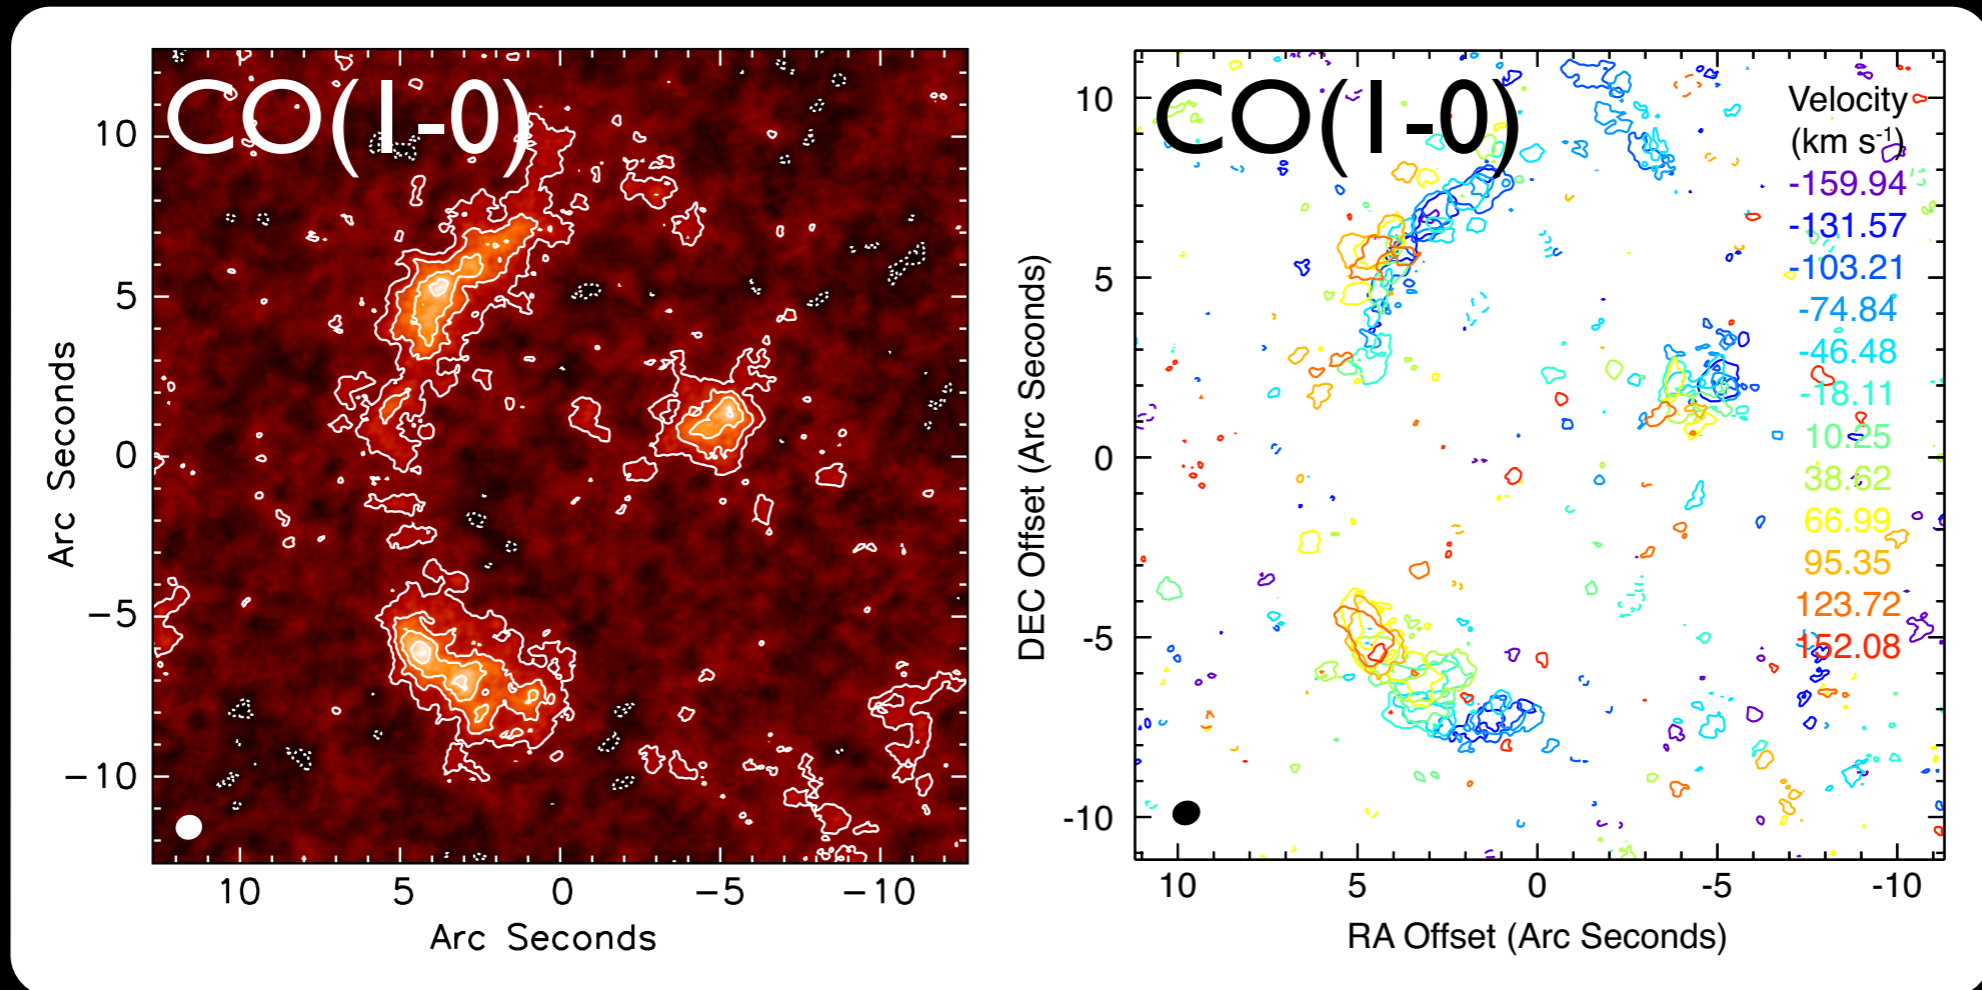 CO(1-0)
10
5
0
−5
−10
Arc Seconds
10 5 0 −5 −10
Arc Seconds
CO(1-0)
Velocity
(km s-1)
-159.94
-131.57
-103.21
-74.84
-46.48
-18.11
10.25
38.62
66.99
95.35
123.72
152.08
10
5
0
-5
-10
DEC Offset (Arc Seconds)
10 5 0 -5 -10
RA Offset (Arc Seconds)